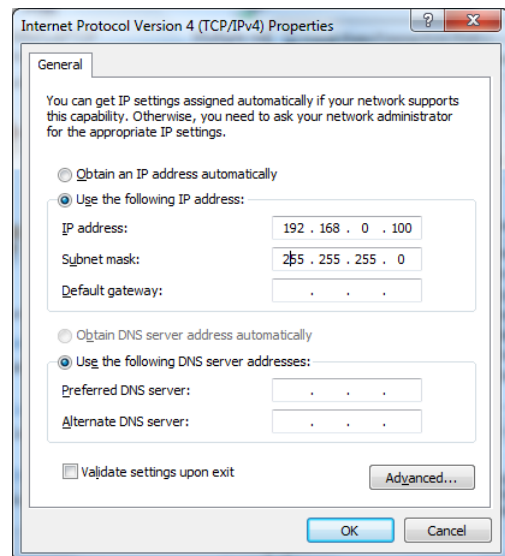 Internet Protocol Version 4 (TCP/IPv4) Properties
General
You can get IP settings assigned automatically if your network supports
this capability. Otherwise, you need to ask your network administrator
for the appropriate IP settings.
Obtain an IP address automatically
Use the following IP address:
IP address: 192 . 168 . 0 . 100
Subnet mask: 255 . 255 . 255 . 0
Default gateway: . . .
Obtain DNS server address automatically
Use the following DNS server addresses:
Preferred DNS server: . . .
Alternate DNS server: . . .
Validate settings upon exit
Advanced...
OK Cancel